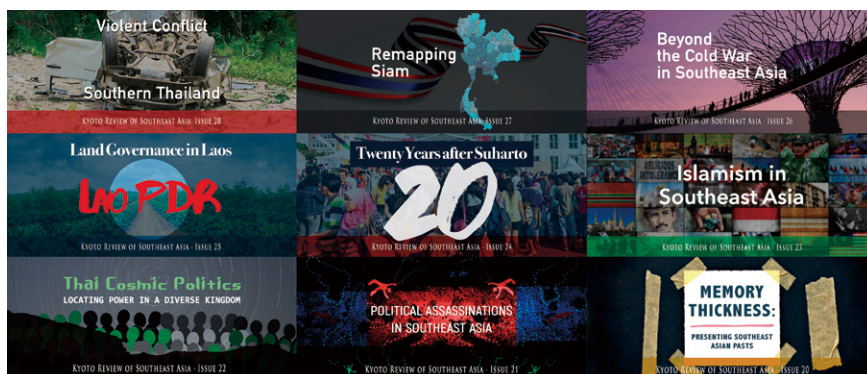 Violent Conflict
Southern Thailand
Kyoto Review of Southeast Asia · Issue 28
Remapping
Siam
Kyoto Review of Southeast Asia · Issue 27
Beyond
the Cold War
in Southeast Asia
Kyoto Review of Southeast Asia · Issue 26
Land Governance in Laos
Lao PDR
Kyoto Review of Southeast Asia · Issue 25
Twenty Years after Suharto
20
Kyoto Review of Southeast Asia · Issue 24
RELIGIOUS
INTOLERANCE
Islamism in
Southeast Asia
Kyoto Review of Southeast Asia · Issue 23
Thai Cosmic Politics
LOCATING POWER IN A DIVERSE KINGDOM
Kyoto Review of Southeast Asia · Issue 22
POLITICAL ASSASSINATIONS
IN SOUTHEAST ASIA
Kyoto Review of Southeast Asia · Issue 21
MEMORY
THICKNESS:
PRESENTING SOUTHEAST
ASIAN PASTS
Kyoto Review of Southeast Asia · Issue 20